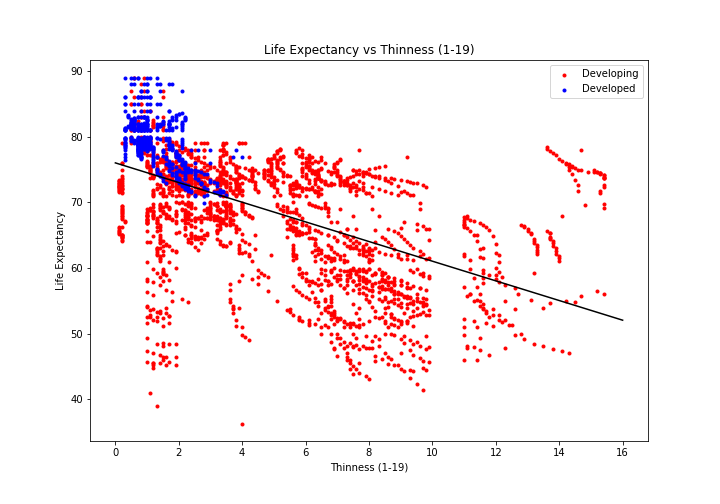 Life Expectancy vs Thinness (1-19)
Developing
Developed
Life Expectancy
90
80
70
60
50
40
0 2 4 6 8 10 12 14 16
Thinness (1-19)